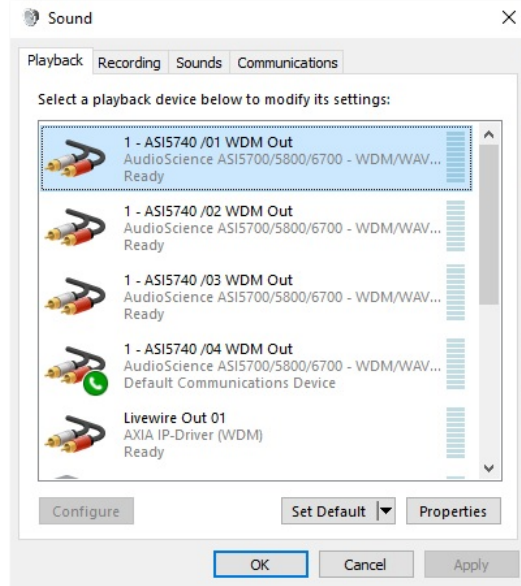 Sound
Playback Recording Sounds Communications
Select a playback device below to modify its settings:
1 - ASI5740 /01 WDM Out
AudioScience ASI5700/5800/6700 - WDM/WAV...
Ready
1 - ASI5740 /02 WDM Out
AudioScience ASI5700/5800/6700 - WDM/WAV...
Ready
1 - ASI5740 /03 WDM Out
AudioScience ASI5700/5800/6700 - WDM/WAV...
Ready
1 - ASI5740 /04 WDM Out
AudioScience ASI5700/5800/6700 - WDM/WAV...
Default Communications Device
Livewire Out 01
AXIA IP-Driver (WDM)
Ready
Configure Set Default Properties
OK Cancel Apply